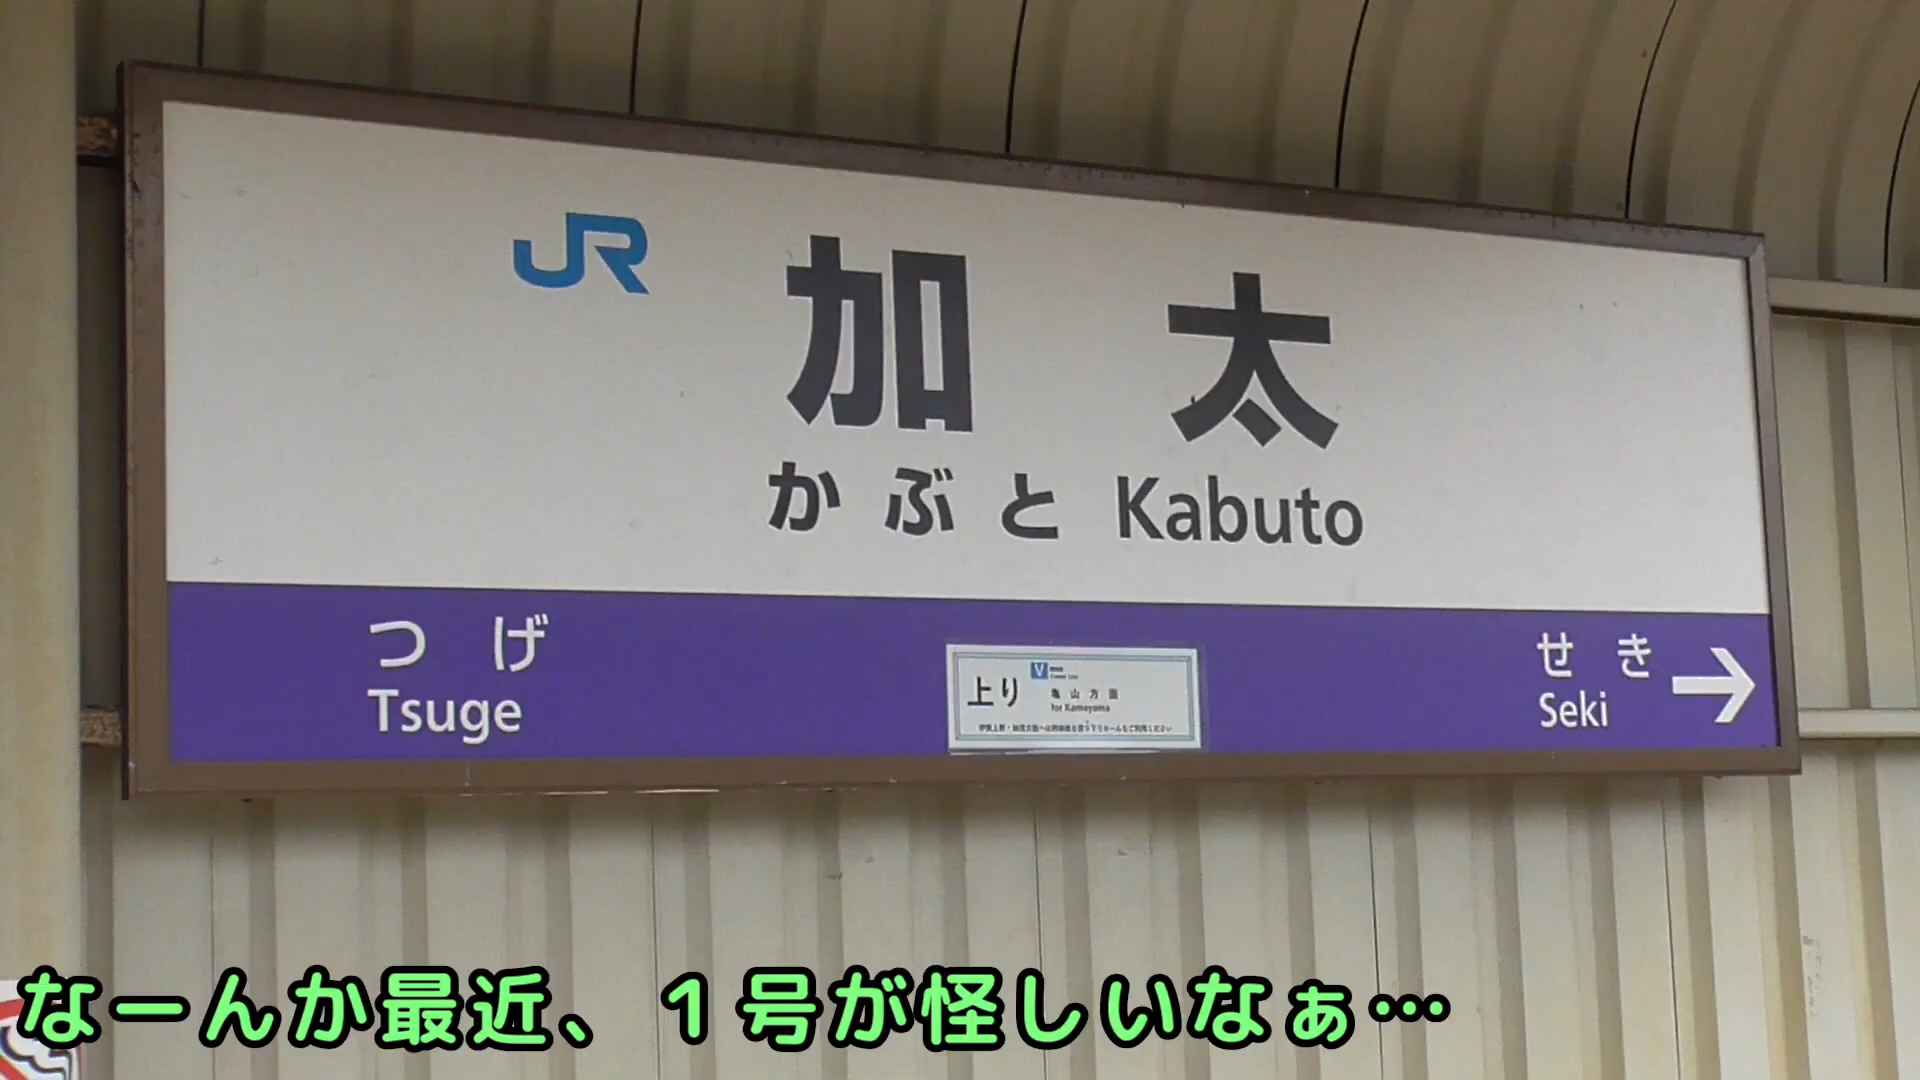 JR
加太
かぶと Kabuto
つげ
Tsuge
せき
Seki
V
上り
亀山方面
for Kameyama
なーんか最近、1号が怪しいなぁ…